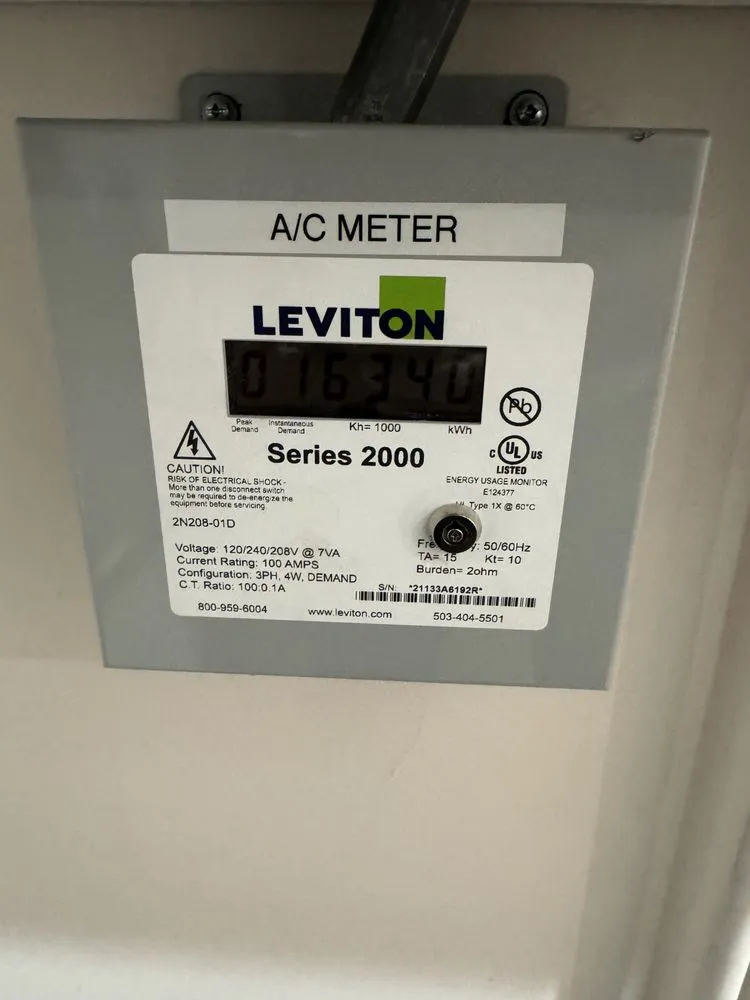 A/C METER
LEVITON
016340
Peak Demand
Instantaneous Demand
Kh= 1000
kWh
Pb
Series 2000
C UL US
LISTED
CAUTION!
RISK OF ELECTRICAL SHOCK-
More than one disconnect switch
may be required to de-energize the
equipment before servicing.
ENERGY USAGE MONITOR
E124377
UL Type 1X @ 60°C
2N208-01D
Voltage: 120/240/208V @ 7VA
Current Rating: 100 AMPS
Configuration: 3PH, 4W, DEMAND
C.T. Ratio: 100:0.1A
50/60Hz
TA= 15 Kt= 10
Burden= 2ohm
S/N: *21133A6192R*
800-959-6004
www.leviton.com
503-404-5501